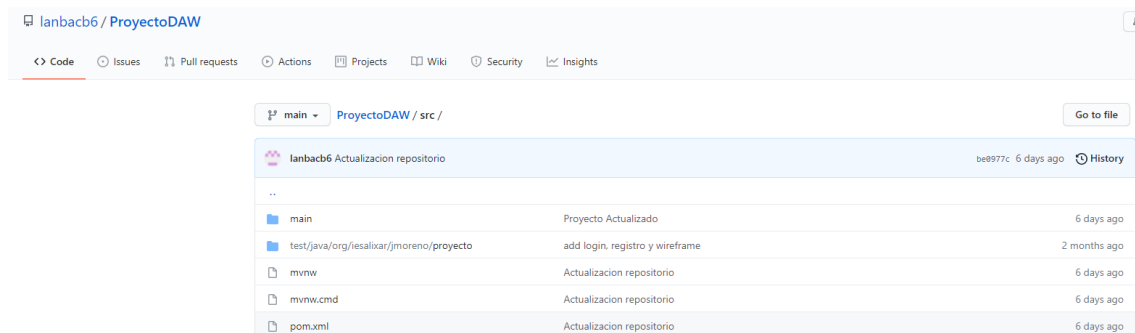 lanbacb6 / ProyectoDAW
Code Issues Pull requests Actions Projects Wiki Security Insights
main ProyectoDAW / src / Go to file
lanbacb6 Actualizacion repositorio be0977c 6 days ago History
..
main Proyecto Actualizado 6 days ago
test/java/org/iesalixar/jmoreno/proyecto add login, registro y wireframe 2 months ago
mvnw Actualizacion repositorio 6 days ago
mvnw.cmd Actualizacion repositorio 6 days ago
pom.xml Actualizacion repositorio 6 days ago